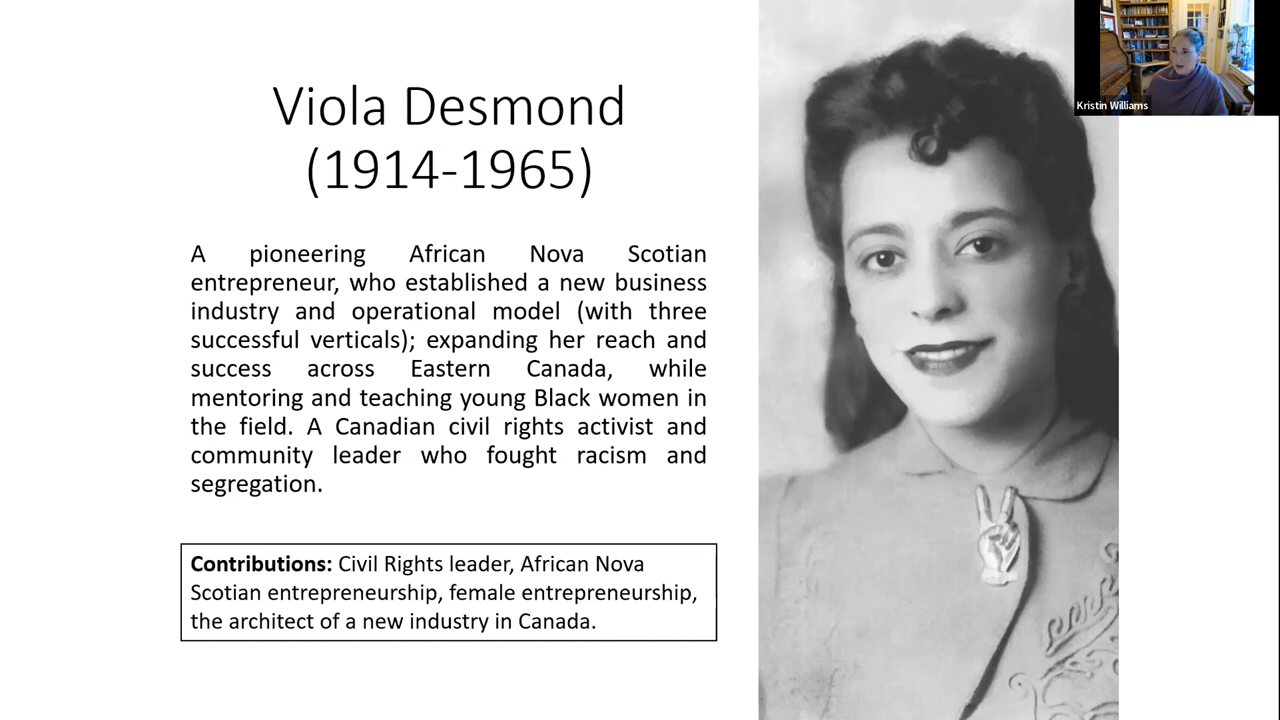 Viola Desmond
(1914-1965)
A pioneering African Nova Scotian
entrepreneur, who established a new business
industry and operational model (with three
successful verticals); expanding her reach and
success across Eastern Canada, while
mentoring and teaching young Black women in
the field. A Canadian civil rights activist and
community leader who fought racism and
segregation.
Contributions: Civil Rights leader, African Nova
Scotian entrepreneurship, female entrepreneurship,
the architect of a new industry in Canada.
Kristin Williams